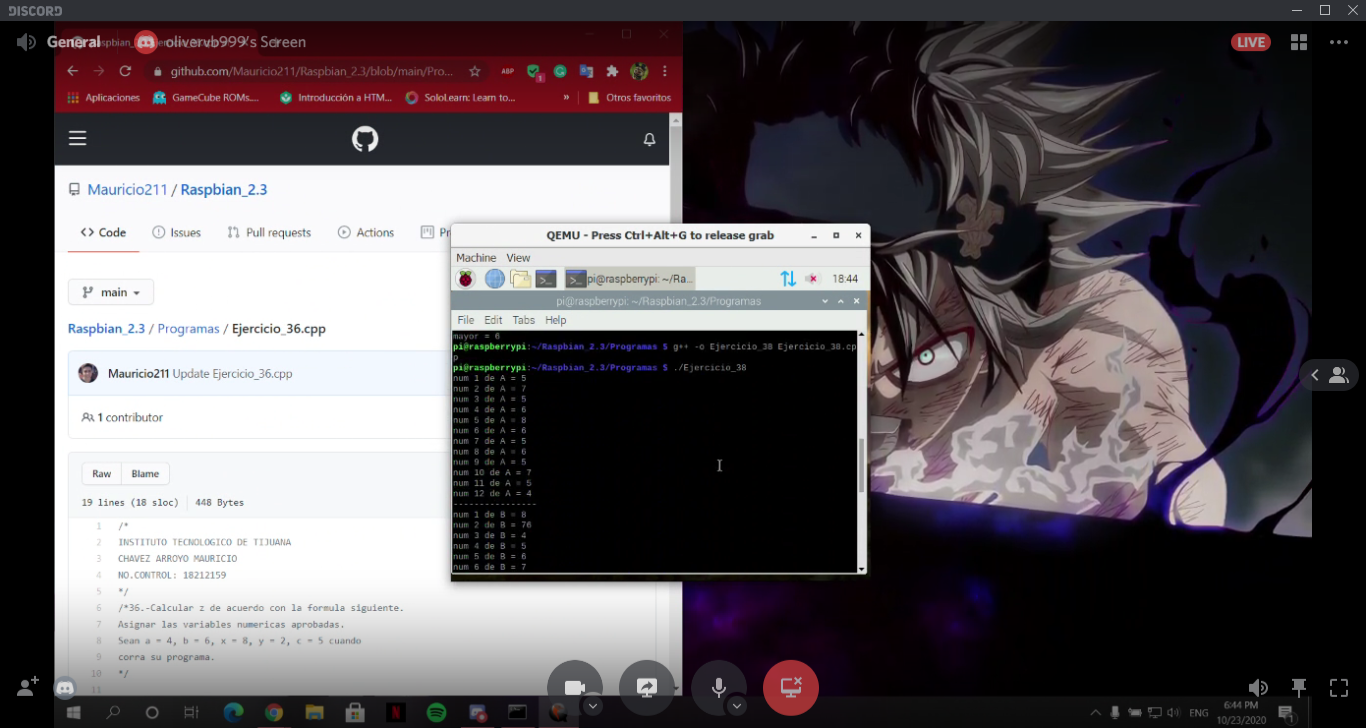 DISCORD
General
olivervb999's Screen
LIVE
github.com/Mauricio211/Raspbian_2.3/blob/main/Pro...
ABP
1
Aplicaciones
GameCube ROMs...
Introducción a HTM...
SoloLearn: Learn to...
»
Otros favoritos
Mauricio211 / Raspbian_2.3
Code
Issues
Pull requests
Actions
main
Raspbian_2.3 / Programas / Ejercicio_36.cpp
Mauricio211 Update Ejercicio_36.cpp
1 contributor
Raw
Blame
19 lines (18 sloc)
448 Bytes
1 /*
2 INSTITUTO TECNOLOGICO DE TIJUANA
3 CHAVEZ ARROYO MAURICIO
4 NO.CONTROL: 18212159
5 */
6 /*36.-Calcular z de acuerdo con la formula siguiente.
7 Asignar las variables numericas aprobadas.
8 Sean a = 4, b = 6, x = 8, y = 2, c = 5 cuando
9 corra su programa.
10 */
11
QEMU - Press Ctrl+Alt+G to release grab
Machine View
pi@raspberrypi: ~/Ra...
18:44
pi@raspberrypi: ~/Raspbian_2.3/Programas
File Edit Tabs Help
mayor = 6
pi@raspberrypi:~/Raspbian_2.3/Programas $ g++ -o Ejercicio_38 Ejercicio_38.cp
p
pi@raspberrypi:~/Raspbian_2.3/Programas $ ./Ejercicio_38
num 1 de A = 5
num 2 de A = 7
num 3 de A = 5
num 4 de A = 6
num 5 de A = 8
num 6 de A = 6
num 7 de A = 5
num 8 de A = 6
num 9 de A = 5
num 10 de A = 7
num 11 de A = 5
num 12 de A = 4
----------------
num 1 de B = 8
num 2 de B = 76
num 3 de B = 4
num 4 de B = 5
num 5 de B = 6
num 6 de B = 7
ENG
6:44 PM
10/23/2020
1